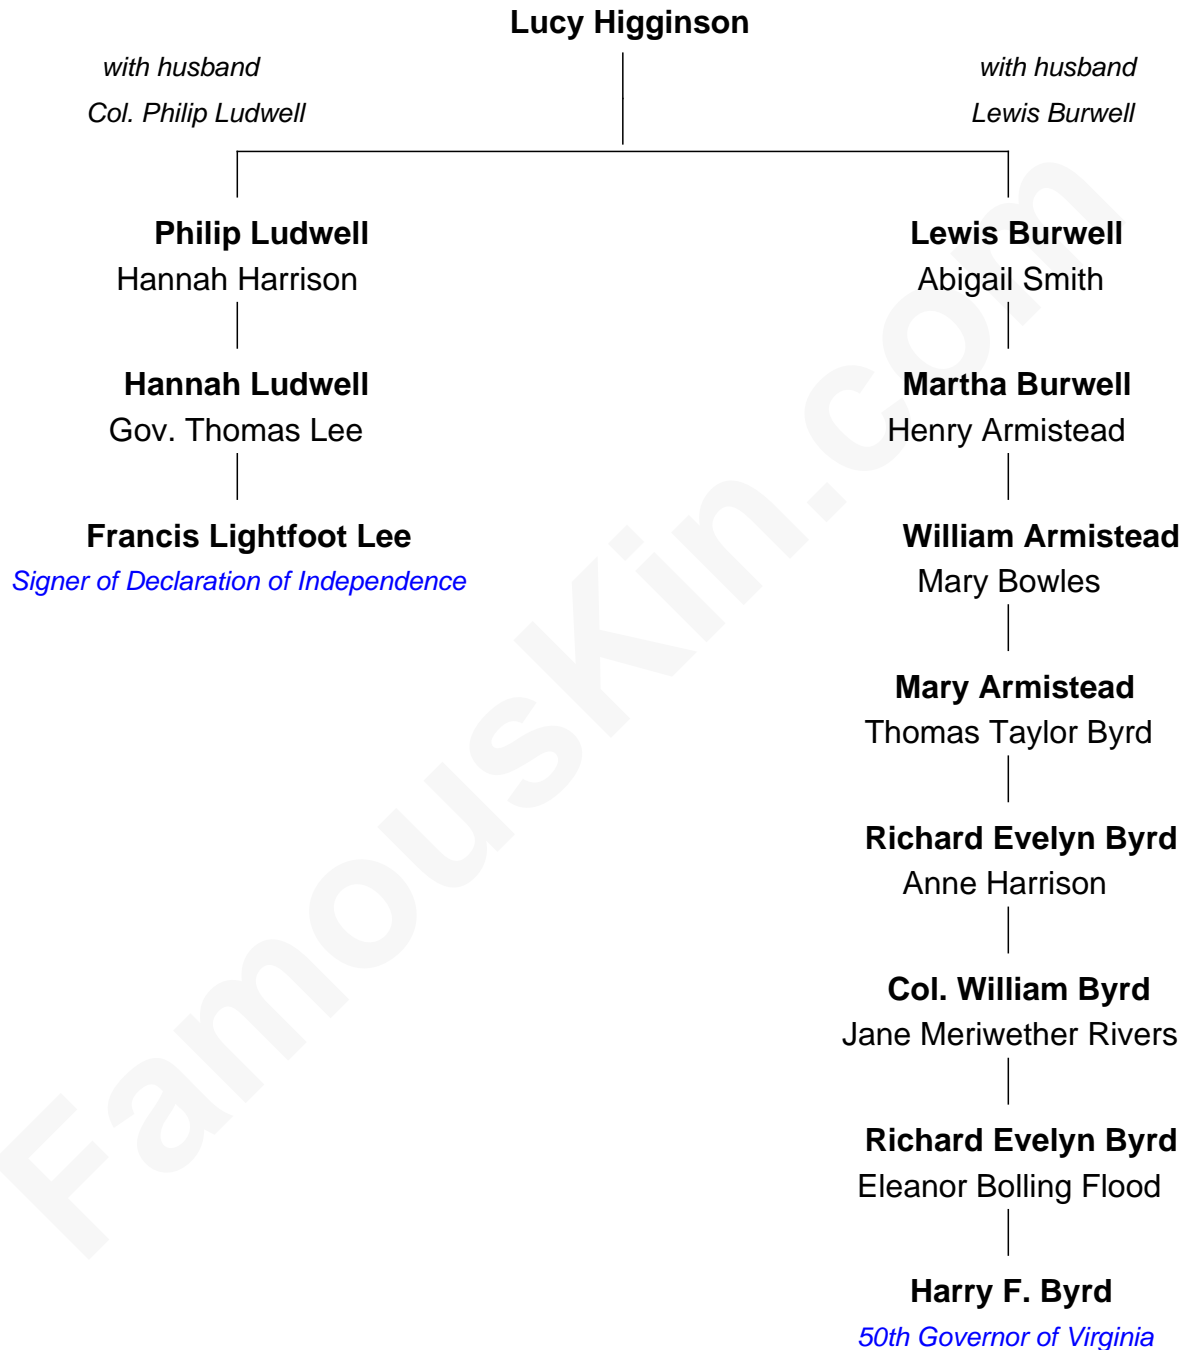 Lucy Higginson
with husband
Col. Philip Ludwell
with husband
Lewis Burwell
Philip Ludwell
Hannah Harrison
Hannah Ludwell
Gov. Thomas Lee
Francis Lightfoot Lee
Signer of Declaration of Independence
Lewis Burwell
Abigail Smith
Martha Burwell
Henry Armistead
William Armistead
Mary Bowles
Mary Armistead
Thomas Taylor Byrd
Richard Evelyn Byrd
Anne Harrison
Col. William Byrd
Jane Meriwether Rivers
Richard Evelyn Byrd
Eleanor Bolling Flood
Harry F. Byrd
50th Governor of Virginia
FamousKin.com